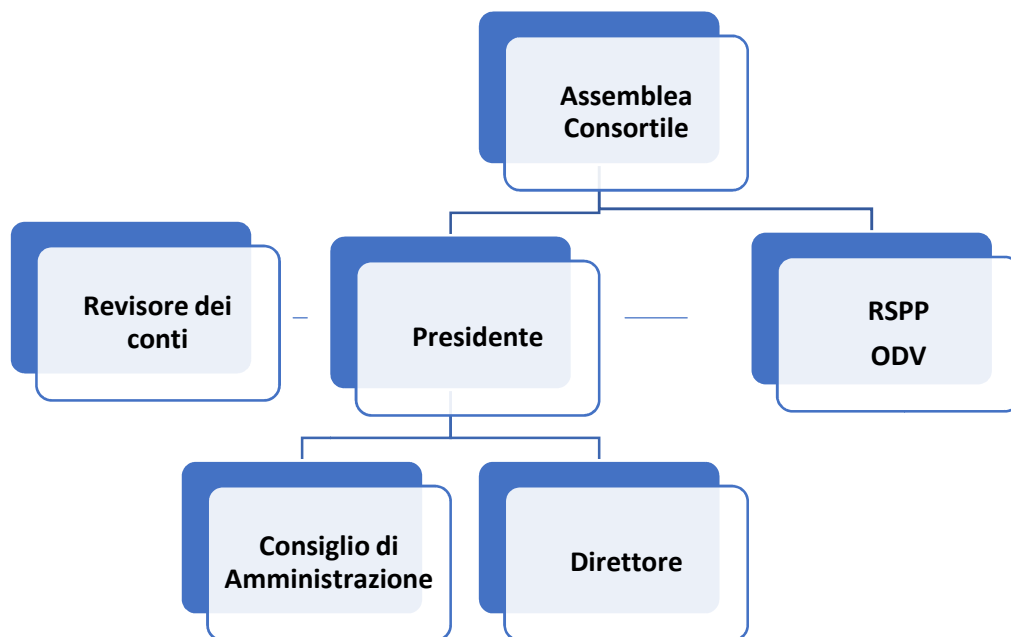 Assemblea
Consortile
Revisore dei
conti
Presidente
RSPP
ODV
Consiglio di
Amministrazione
Direttore